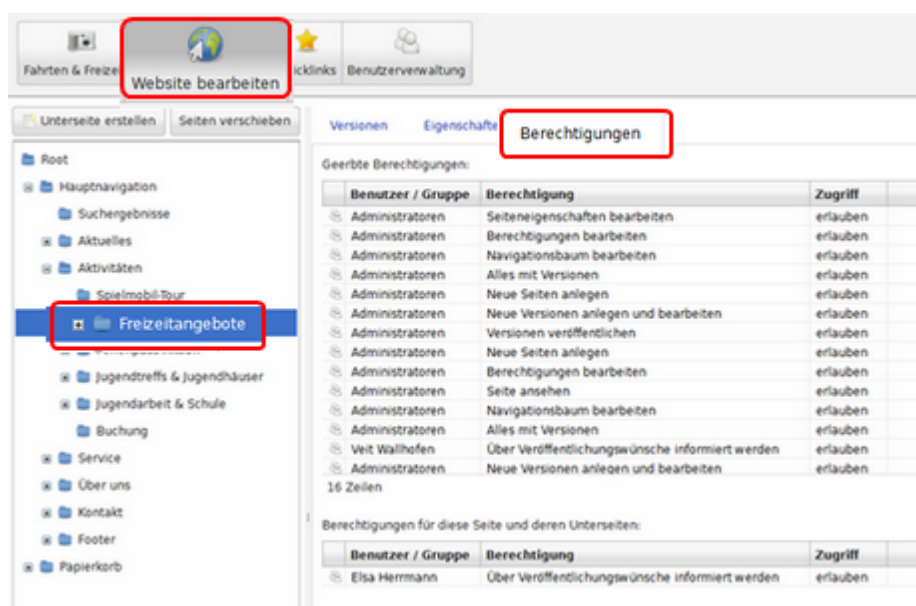 Fahrten & Freize
Website bearbeiten
cklinks
Benutzerverwaltung
Unterseite erstellen
Seiten verschieben
Root
Hauptnavigation
Suchergebnisse
Aktuelles
Aktivitäten
Spielmobil-Tour
Freizeitangebote
Jugendtreffs & Jugendhäuser
Jugendarbeit & Schule
Buchung
Service
Über uns
Kontakt
Footer
Papierkorb
Versionen Eigenschafte Berechtigungen
Geerbte Berechtigungen:
Benutzer / Gruppe Berechtigung Zugriff
Administratoren Seiteneigenschaften bearbeiten erlauben
Administratoren Berechtigungen bearbeiten erlauben
Administratoren Navigationsbaum bearbeiten erlauben
Administratoren Alles mit Versionen erlauben
Administratoren Neue Seiten anlegen erlauben
Administratoren Neue Versionen anlegen und bearbeiten erlauben
Administratoren Versionen veröffentlichen erlauben
Administratoren Neue Seiten anlegen erlauben
Administratoren Berechtigungen bearbeiten erlauben
Administratoren Seite ansehen erlauben
Administratoren Navigationsbaum bearbeiten erlauben
Administratoren Alles mit Versionen erlauben
Veit Wallhofen Über Veröffentlichungswünsche informiert werden erlauben
Administratoren Neue Versionen anlegen und bearbeiten erlauben
16 Zeilen
Berechtigungen für diese Seite und deren Unterseiten:
Benutzer / Gruppe Berechtigung Zugriff
Elsa Herrmann Über Veröffentlichungswünsche informiert werden erlauben